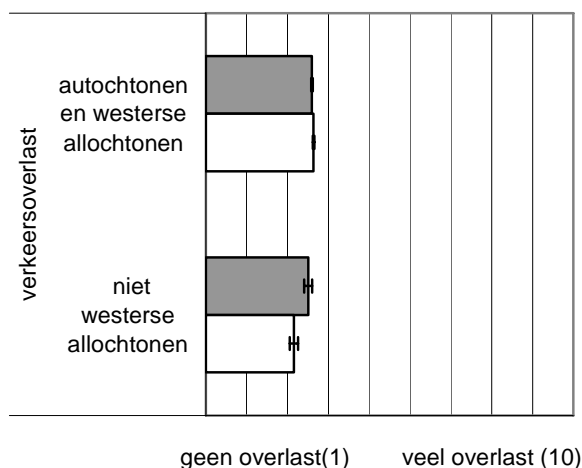 verkeersoverlast
autochtonen
en westerse
allochtonen
niet
westerse
allochtonen
geen overlast(1) veel overlast (10)